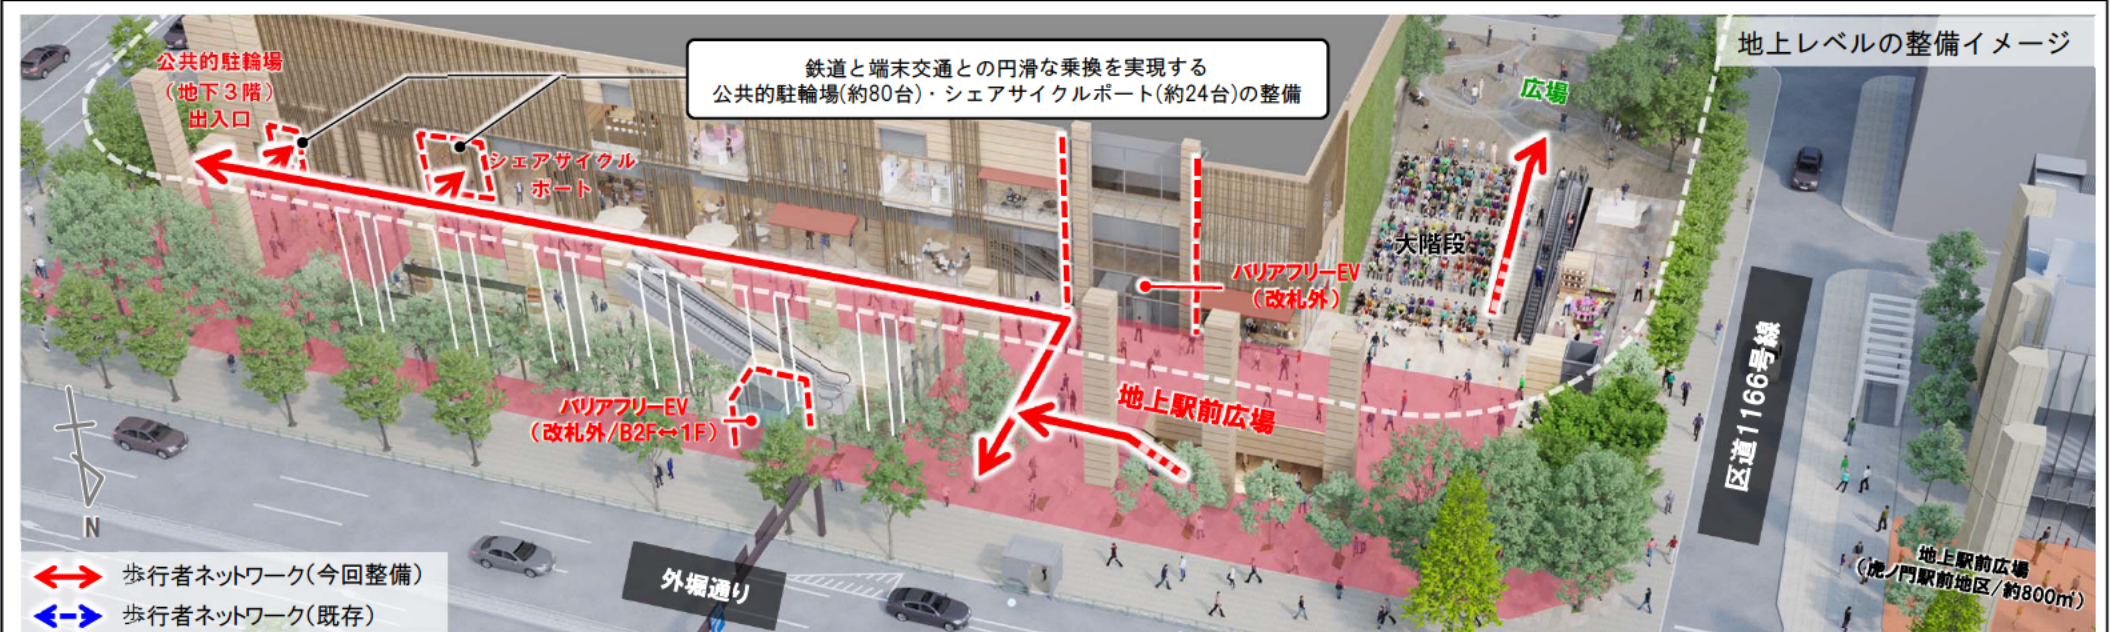 地上レベルの整備イメージ
公共的駐輪場
（地下３階）
出入口
鉄道と端末交通との円滑な乗換を実現する
公共的駐輪場(約80台)・シェアサイクルポート(約24台)の整備
広場
シェアサイクル
ポート
大階段
バリアフリーEV
（改札外）
地上駅前広場
バリアフリーEV
（改札外/B2F⇔1F）
区道1166号線
N
外堀通り
地上駅前広場
（虎ノ門駅前地区/約800㎡）
歩行者ネットワーク(今回整備)
歩行者ネットワーク(既存)